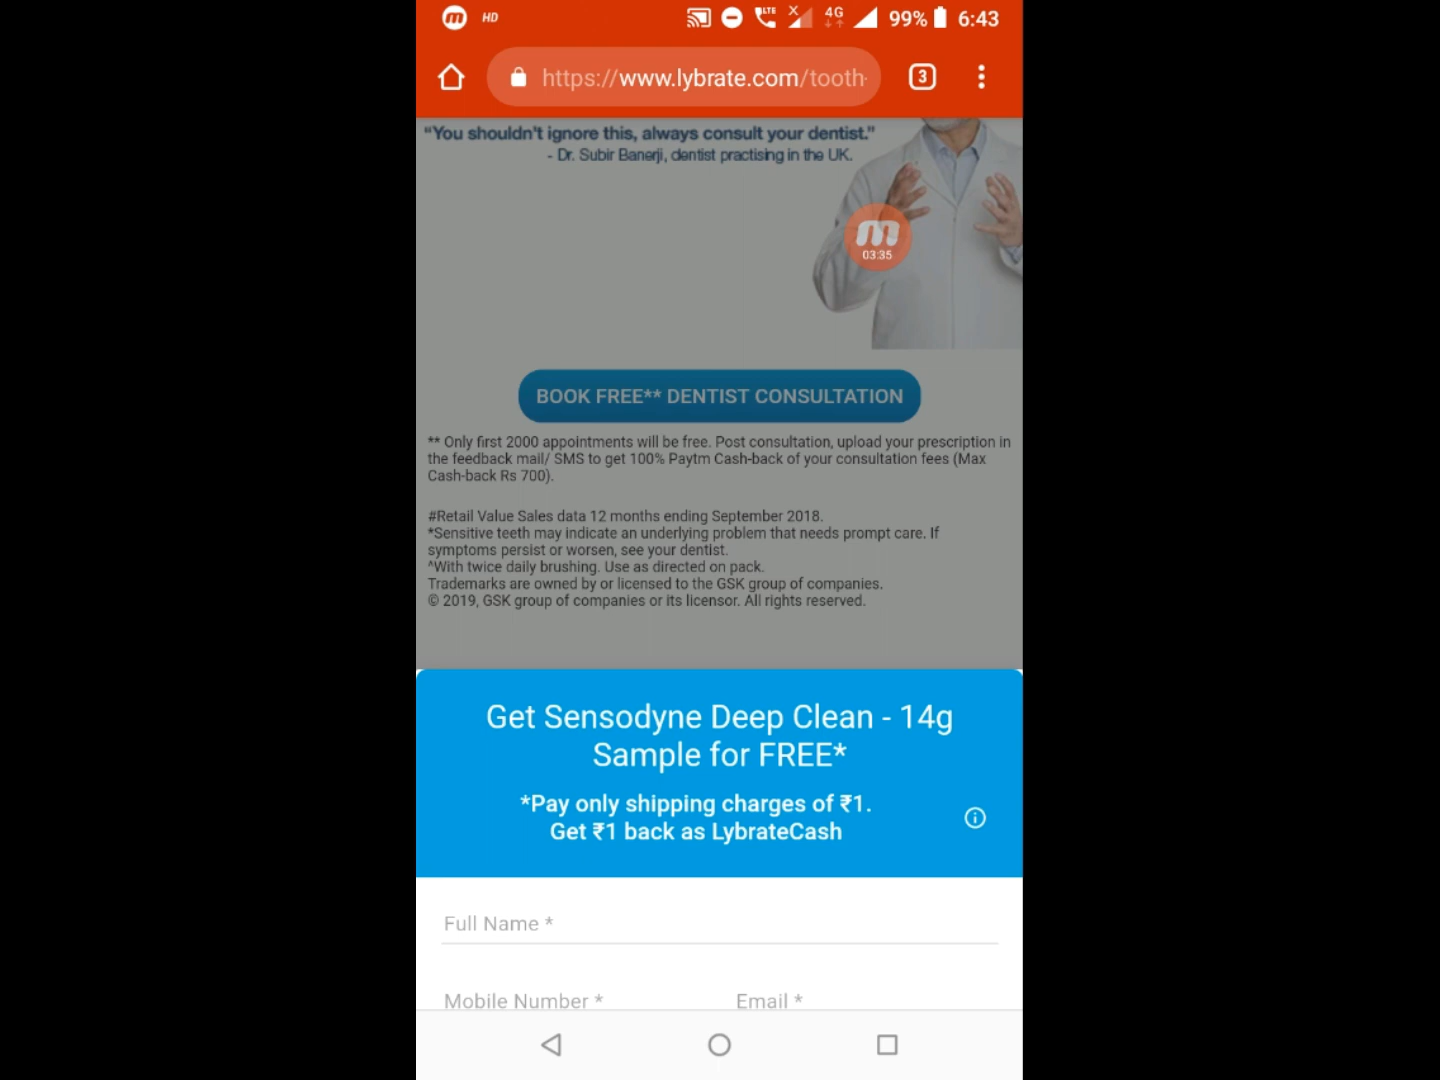 HD
LTE
X
4G
99%
6:43
https://www.lybrate.com/tooth-
3
"You shouldn't ignore this, always consult your dentist."
- Dr. Subir Banerji, dentist practising in the UK.
m
03:35
BOOK FREE** DENTIST CONSULTATION
** Only first 2000 appointments will be free. Post consultation, upload your prescription in
the feedback mail/ SMS to get 100% Paytm Cash-back of your consultation fees (Max
Cash-back Rs 700).
#Retail Value Sales data 12 months ending September 2018.
*Sensitive teeth may indicate an underlying problem that needs prompt care. If
symptoms persist or worsen, see your dentist.
^With twice daily brushing. Use as directed on pack.
Trademarks are owned by or licensed to the GSK group of companies.
© 2019, GSK group of companies or its licensor. All rights reserved.
Get Sensodyne Deep Clean - 14g
Sample for FREE*
*Pay only shipping charges of ₹1.
Get ₹1 back as LybrateCash
Full Name *
Mobile Number * Email *